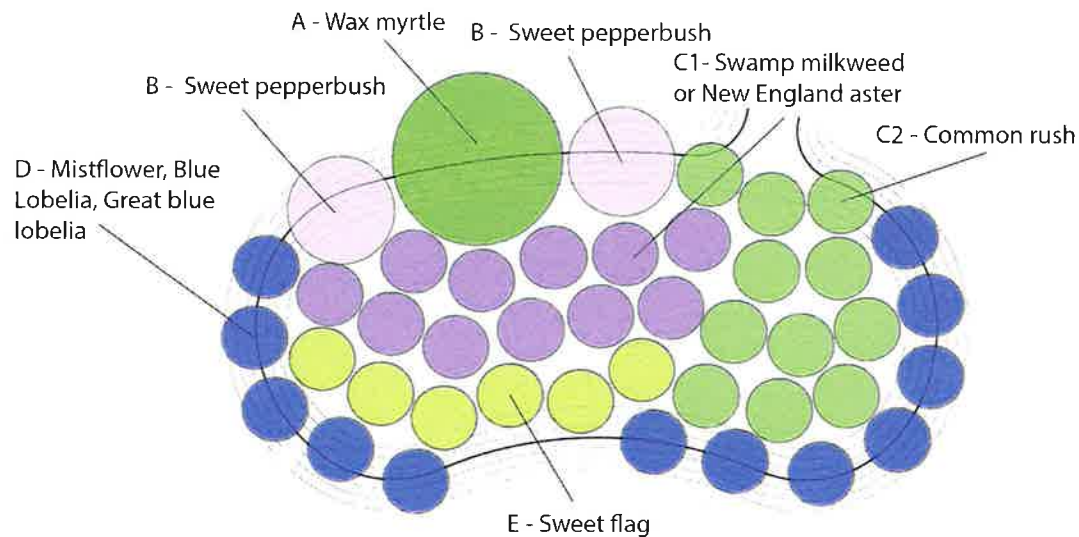 A - Wax myrtle
B - Sweet pepperbush
B - Sweet pepperbush
C1- Swamp milkweed
or New England aster
C2 - Common rush
D - Mistflower, Blue
Lobelia, Great blue
lobelia
E - Sweet flag